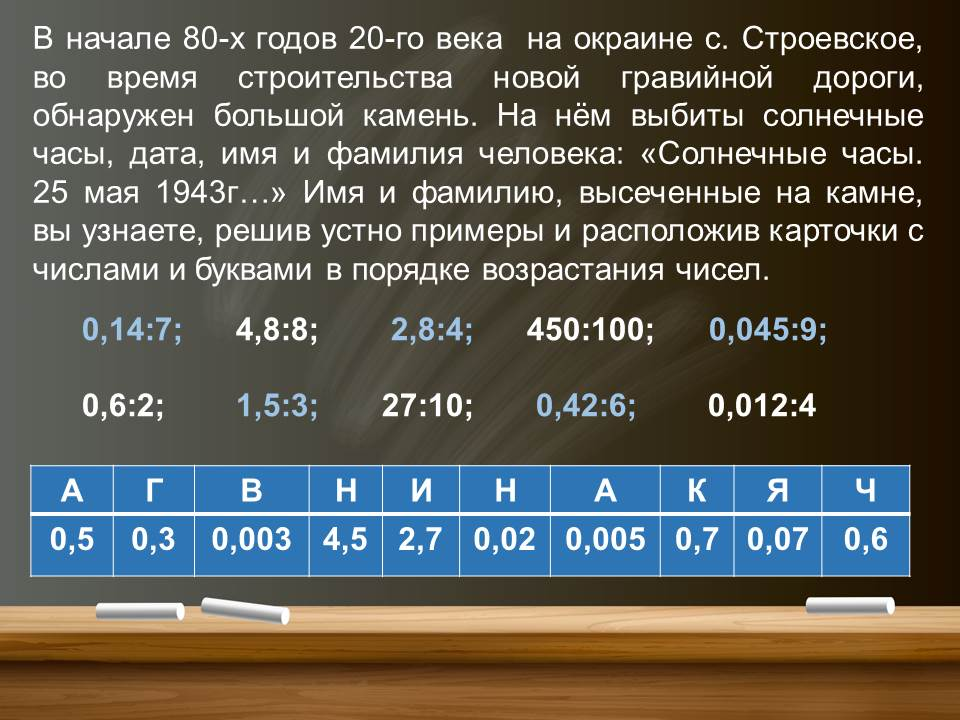 В начале 80-х годов 20-го века на окраине с. Строевское,
во время строительства новой гравийной дороги,
обнаружен большой камень. На нём выбиты солнечные
часы, дата, имя и фамилия человека: «Солнечные часы.
25 мая 1943г…» Имя и фамилию, высеченные на камне,
вы узнаете, решив устно примеры и расположив карточки с
числами и буквами в порядке возрастания чисел.
0,14:7; 4,8:8; 2,8:4; 450:100; 0,045:9;
0,6:2; 1,5:3; 27:10; 0,42:6; 0,012:4
А Г В Н И Н А К Я Ч
0,5 0,3 0,003 4,5 2,7 0,02 0,005 0,7 0,07 0,6